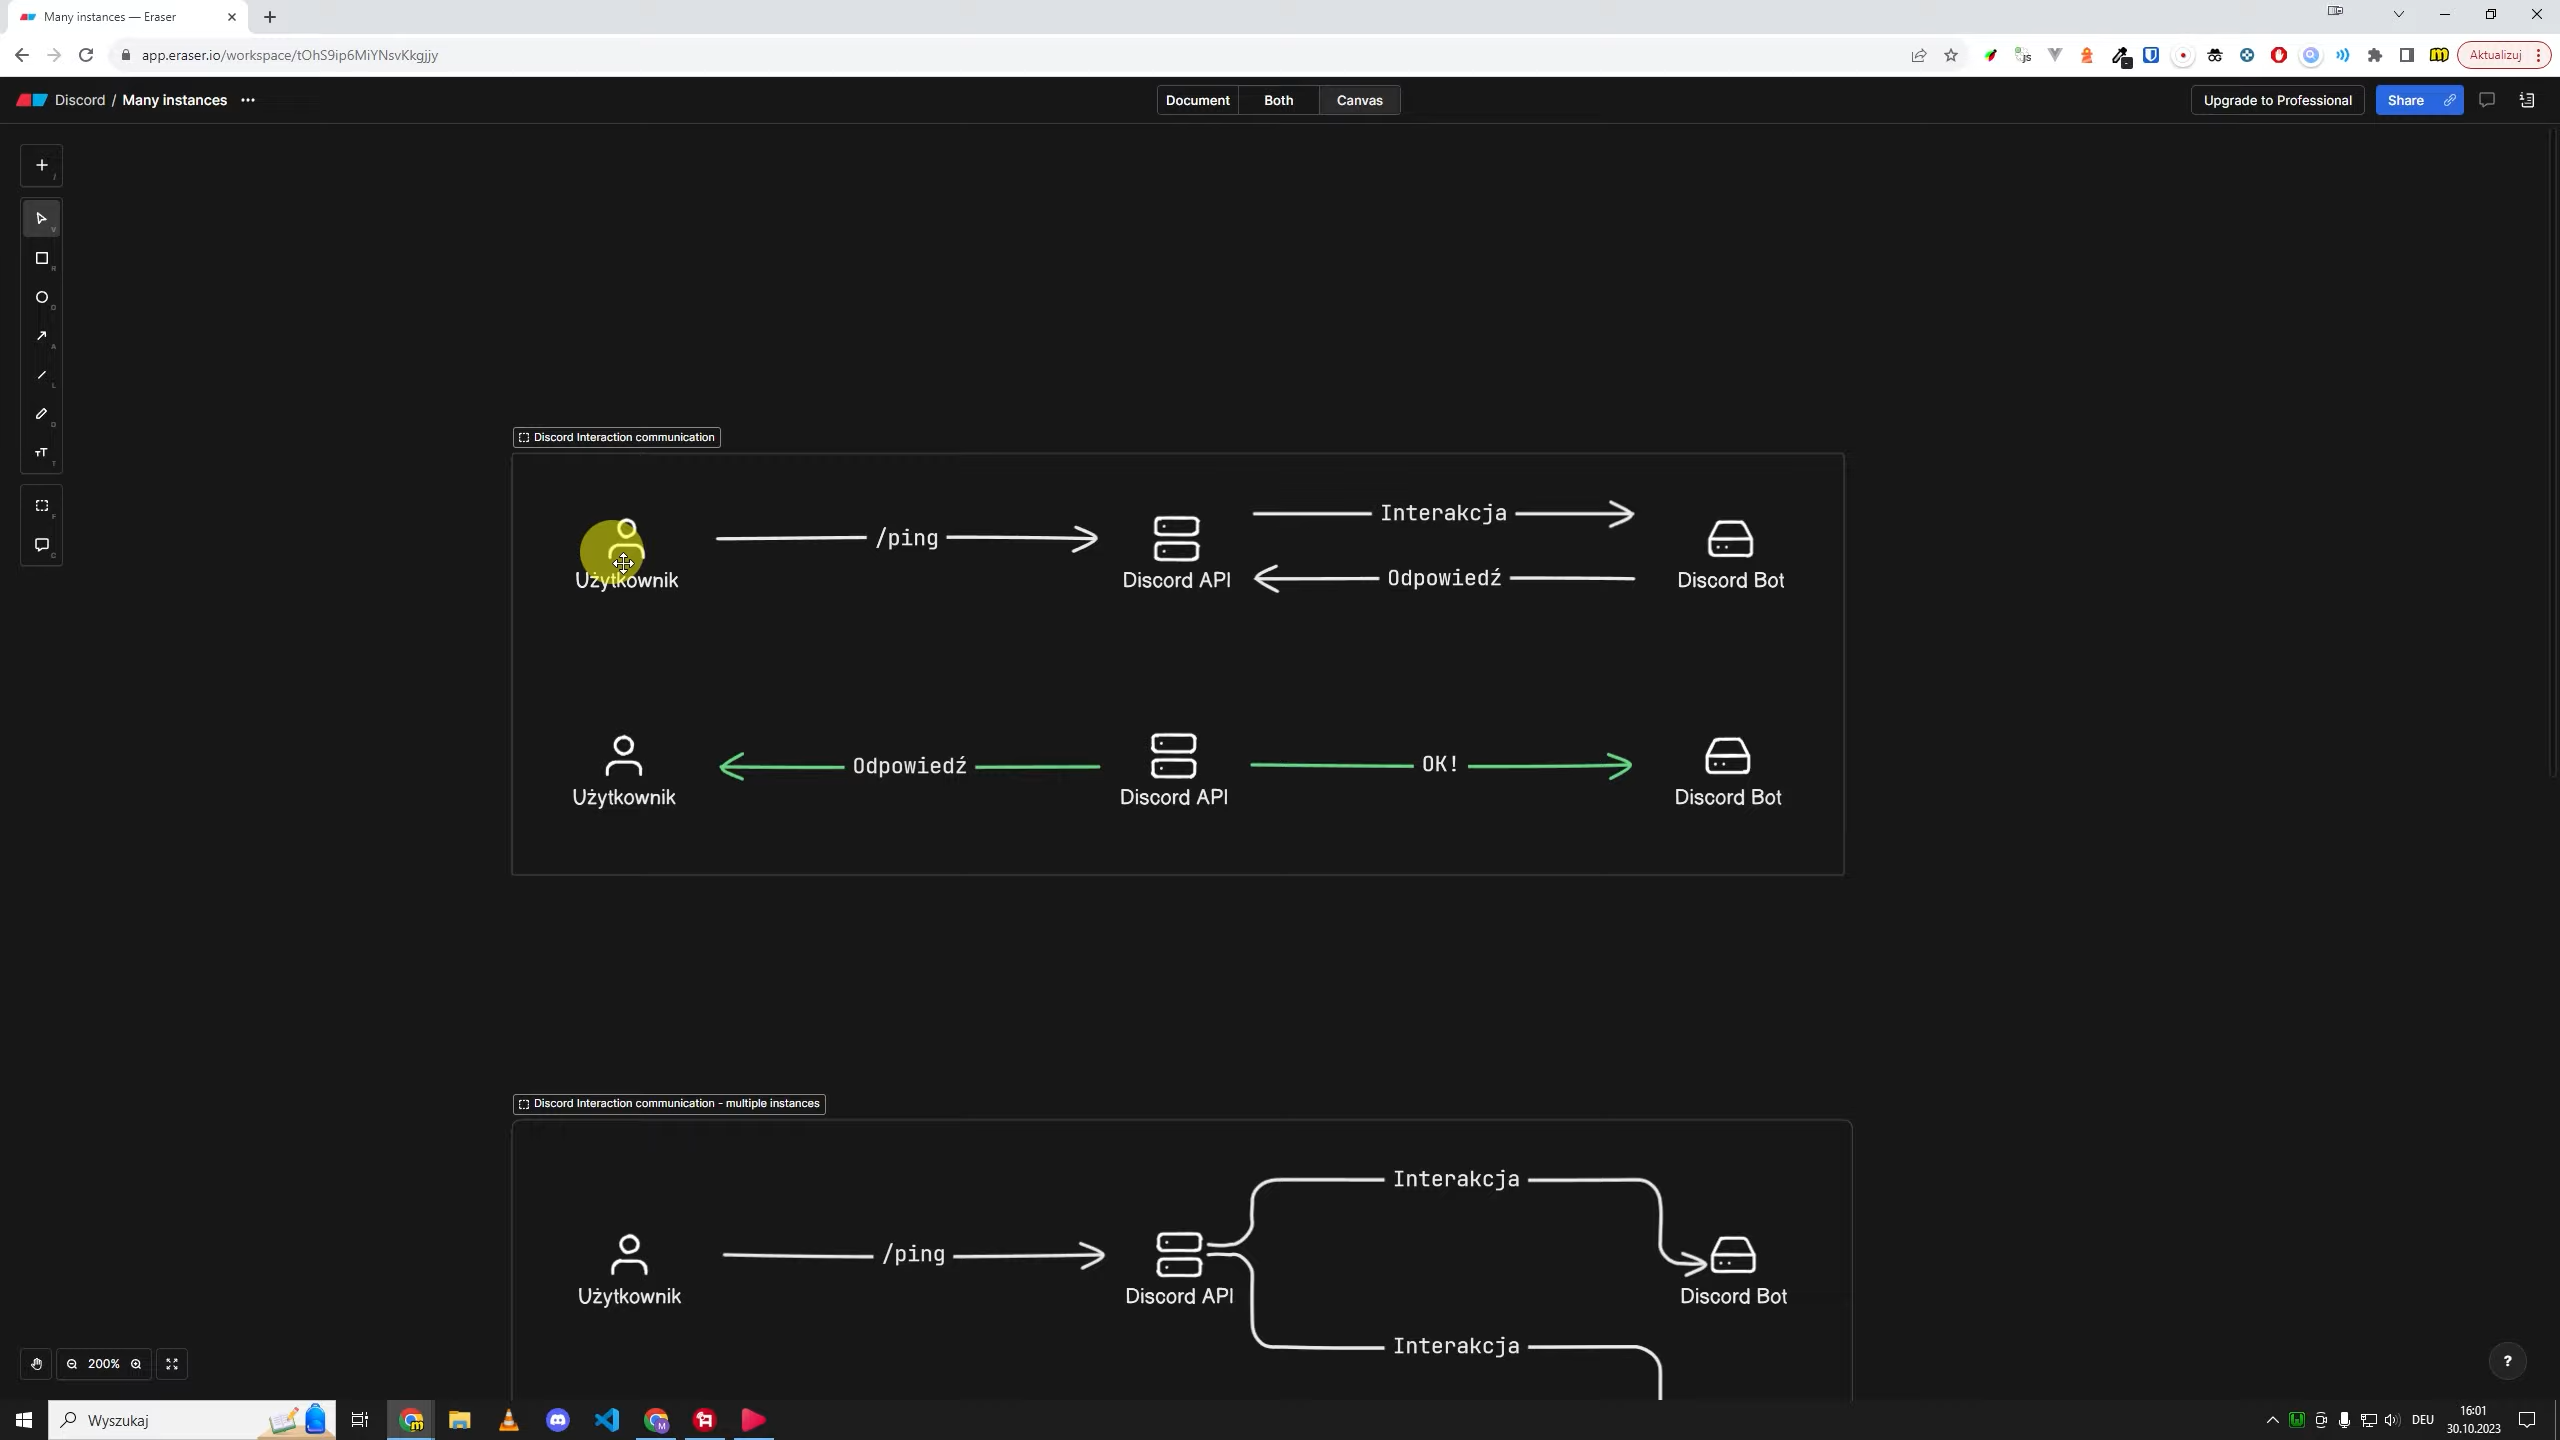 Many instances — Eraser
app.eraser.io/workspace/tOhS9ip6MiYNsvKkgjjy
Aktualizuj
Discord / Many instances
Document
Both
Canvas
Upgrade to Professional
Share
Discord Interaction communication
/ping
Interakcja
Odpowiedź
Użytkownik
Discord API
Discord Bot
Odpowiedź
OK!
Użytkownik
Discord API
Discord Bot
Discord Interaction communication - multiple instances
Interakcja
/ping
Użytkownik
Discord API
Discord Bot
Interakcja
200%
?
Wyszukaj
DEU
16:01
30.10.2023